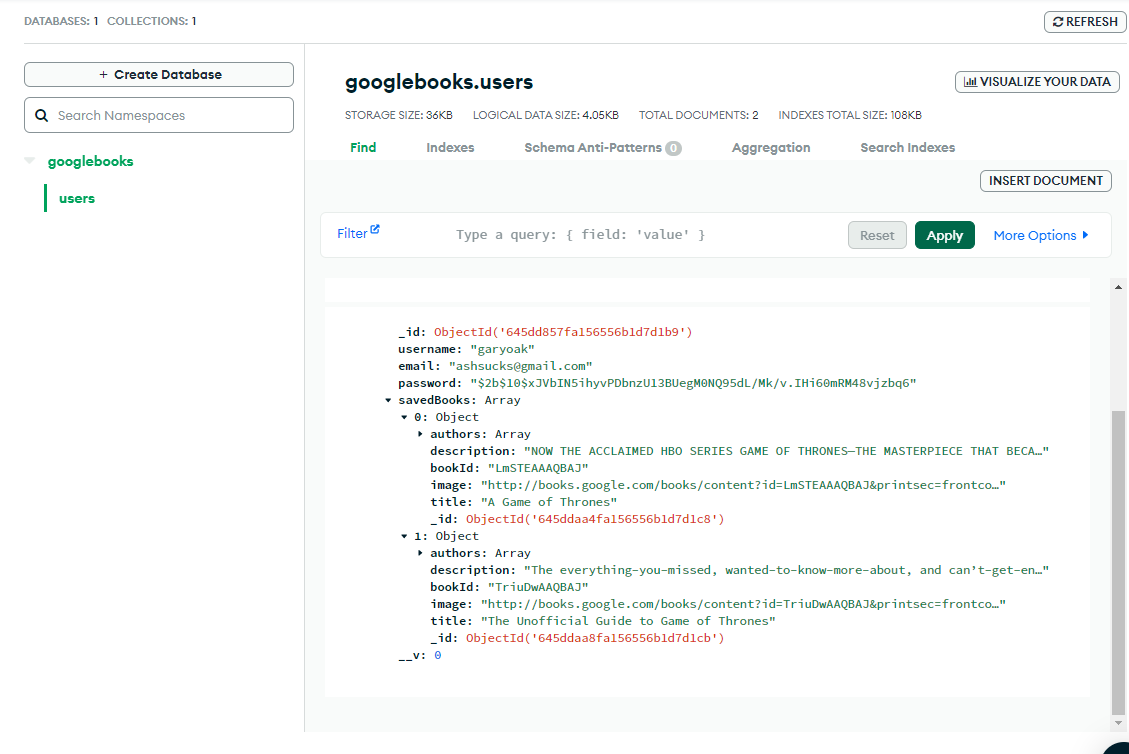 DATABASES: 1 COLLECTIONS: 1
REFRESH
+ Create Database
Search Namespaces
googlebooks
users
googlebooks.users
VISUALIZE YOUR DATA
STORAGE SIZE: 36KB LOGICAL DATA SIZE: 4.05KB TOTAL DOCUMENTS: 2 INDEXES TOTAL SIZE: 108KB
Find Indexes Schema Anti-Patterns 0 Aggregation Search Indexes
INSERT DOCUMENT
Filter Type a query: { field: 'value' } Reset Apply More Options
_id: ObjectId('645dd857fa156556b1d7d1b9')
username: "garyoak"
email: "ashsucks@gmail.com"
password: "$2b$10$xJVbIN5ihyvPDbnzU13BUegM0NQ95dL/Mk/v.IHi60mRM48vjzbq6"
savedBooks: Array
0: Object
authors: Array
description: "NOW THE ACCLAIMED HBO SERIES GAME OF THRONES—THE MASTERPIECE THAT BECA…"
bookId: "LmSTEAAAQBAJ"
image: "http://books.google.com/books/content?id=LmSTEAAAQBAJ&printsec=frontco…"
title: "A Game of Thrones"
_id: ObjectId('645ddaa4fa156556b1d7d1c8')
1: Object
authors: Array
description: "The everything-you-missed, wanted-to-know-more-about, and can’t-get-en…"
bookId: "TriuDwAAQBAJ"
image: "http://books.google.com/books/content?id=TriuDwAAQBAJ&printsec=frontco…"
title: "The Unofficial Guide to Game of Thrones"
_id: ObjectId('645ddaa8fa156556b1d7d1cb')
__v: 0